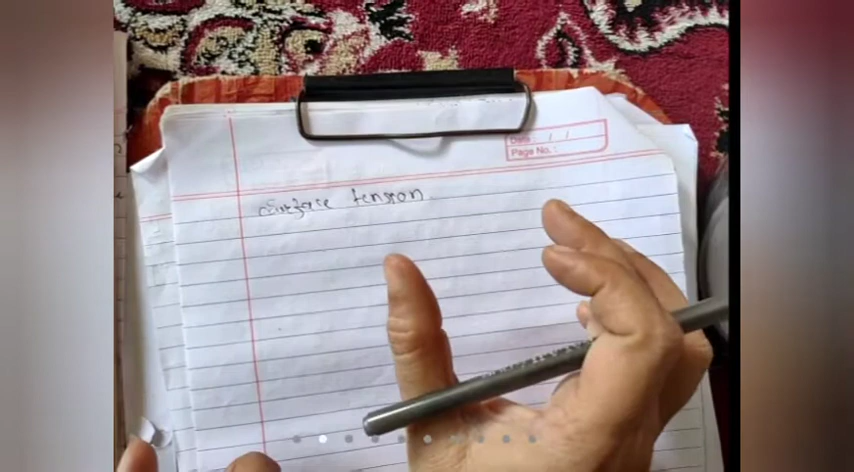 Date : / /
Page No. :
Surface tension